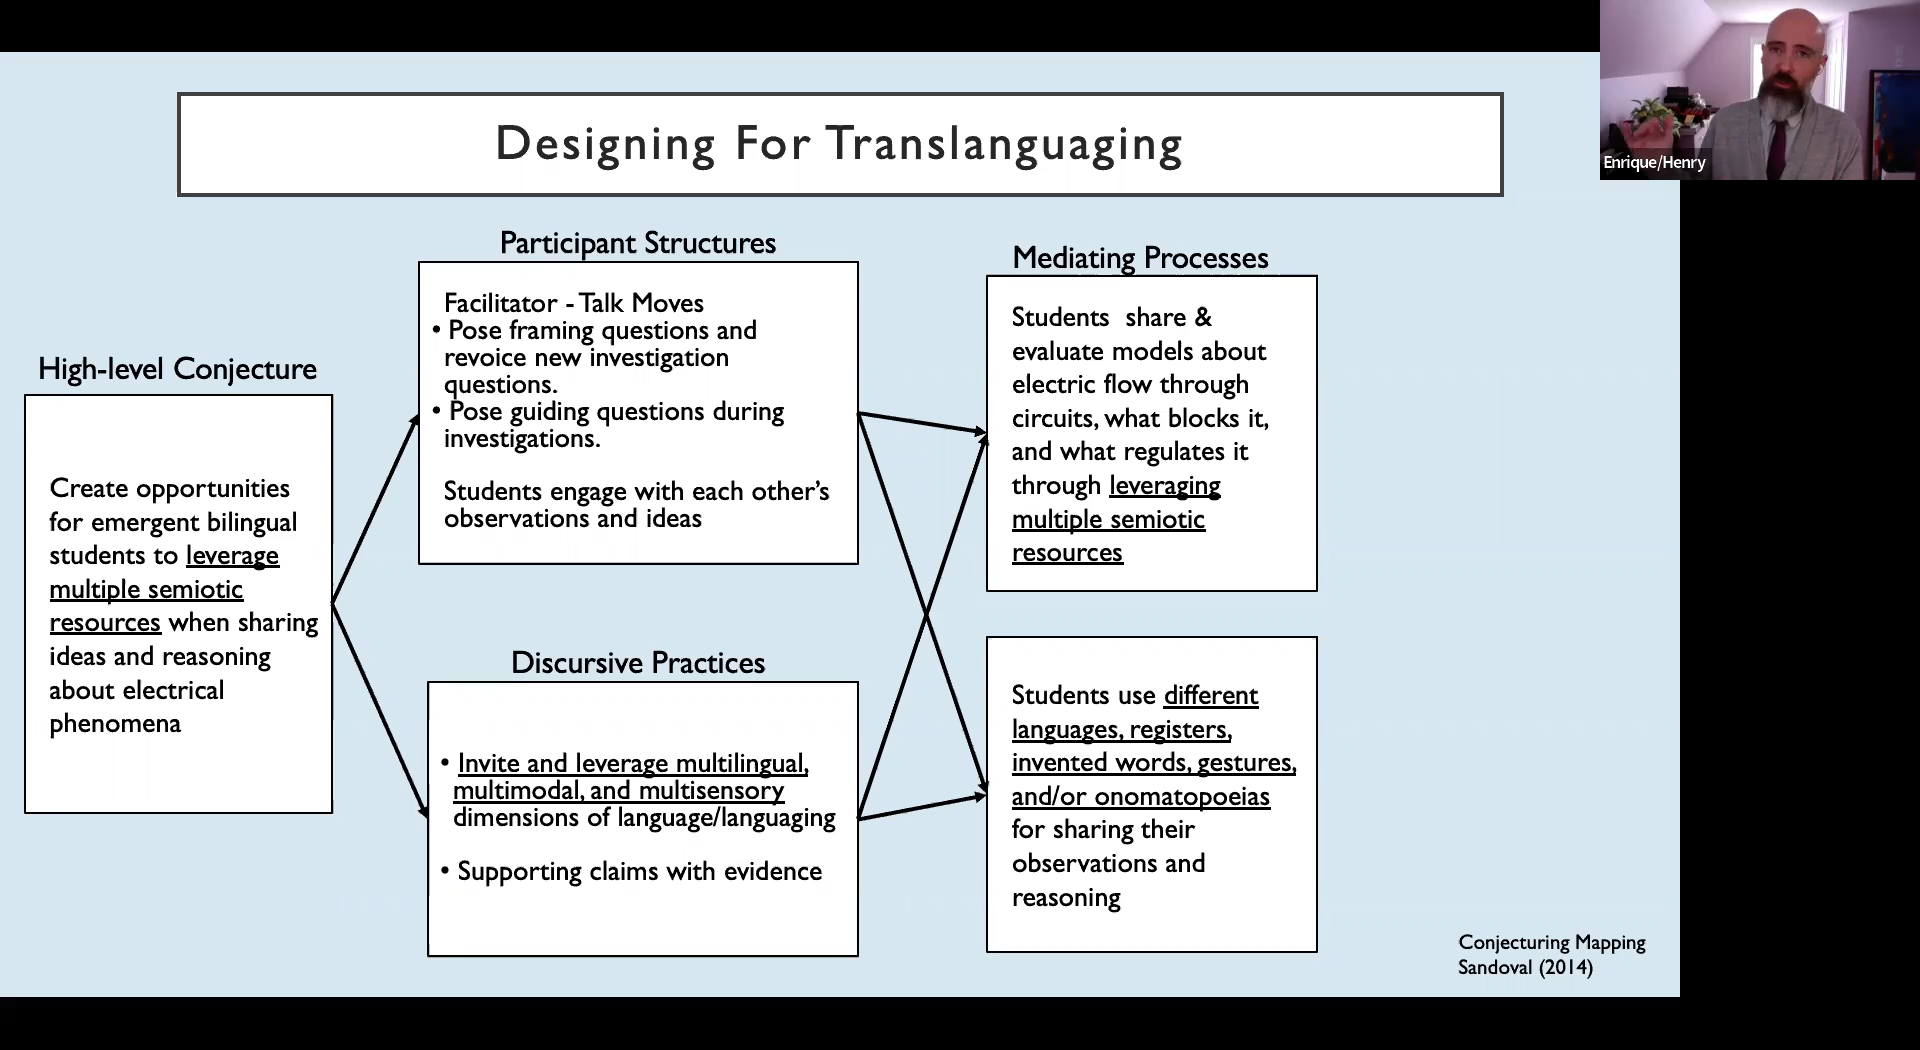 Designing For Translanguaging
Enrique/Henry
High-level Conjecture
Create opportunities
for emergent bilingual
students to leverage
multiple semiotic
resources when sharing
ideas and reasoning
about electrical
phenomena
Participant Structures
Facilitator - Talk Moves
• Pose framing questions and
revoice new investigation
questions.
• Pose guiding questions during
investigations.
Students engage with each other’s
observations and ideas
Discursive Practices
• Invite and leverage multilingual,
multimodal, and multisensory
dimensions of language/languaging
• Supporting claims with evidence
Mediating Processes
Students share &
evaluate models about
electric flow through
circuits, what blocks it,
and what regulates it
through leveraging
multiple semiotic
resources
Students use different
languages, registers,
invented words, gestures,
and/or onomatopoeias
for sharing their
observations and
reasoning
Conjecturing Mapping
Sandoval (2014)